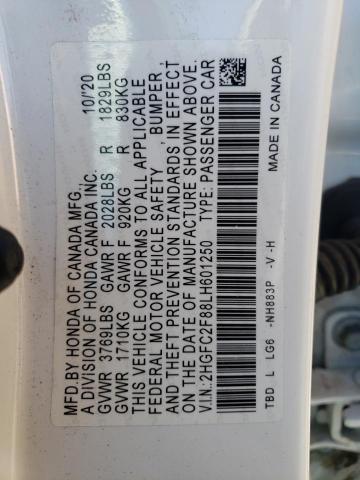 MFD.BY HONDA OF CANADA MFG.,
A DIVISION OF HONDA CANADA INC. 10/'20
GVWR 3769LBS GAWR F 2028LBS R 1829LBS
GVWR 1710KG GAWR F 920KG R 830KG
THIS VEHICLE CONFORMS TO ALL APPLICABLE
FEDERAL MOTOR VEHICLE SAFETY, BUMPER,
AND THEFT PREVENTION STANDARDS IN EFFECT
ON THE DATE OF MANUFACTURE SHOWN ABOVE.
V.I.N.:2HGFC2F88LH601250 TYPE: PASSENGER CAR
TBD L LG6 -NH883P -V -H MADE IN CANADA